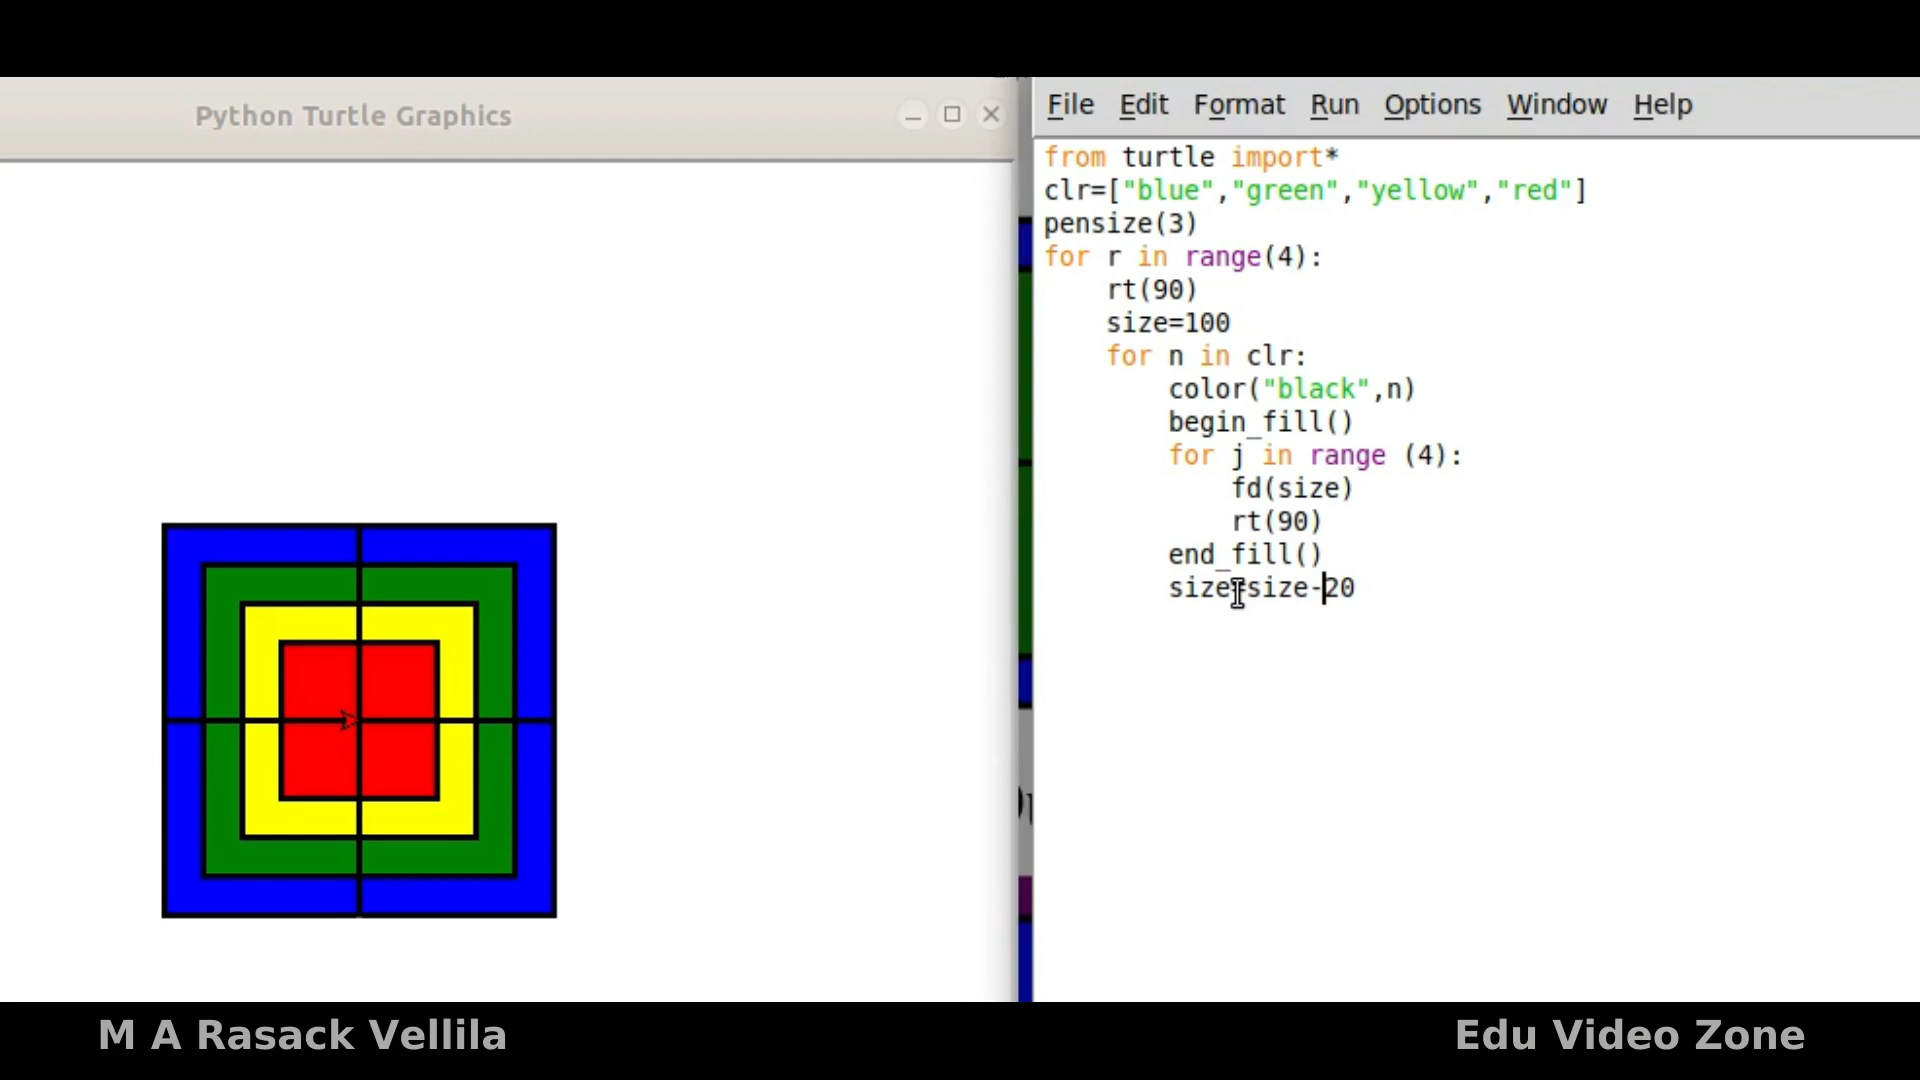 Python Turtle Graphics
File Edit Format Run Options Window Help
from turtle import*
clr=["blue","green","yellow","red"]
pensize(3)
for r in range(4):
    rt(90)
    size=100
    for n in clr:
        color("black",n)
        begin_fill()
        for j in range (4):
            fd(size)
            rt(90)
        end_fill()
        size=size-20
M A Rasack Vellila
Edu Video Zone